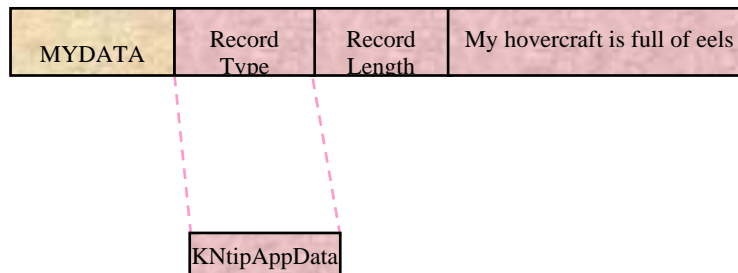 MYDATA
Record
Type
Record
Length
My hovercraft is full of eels
KNtipAppData